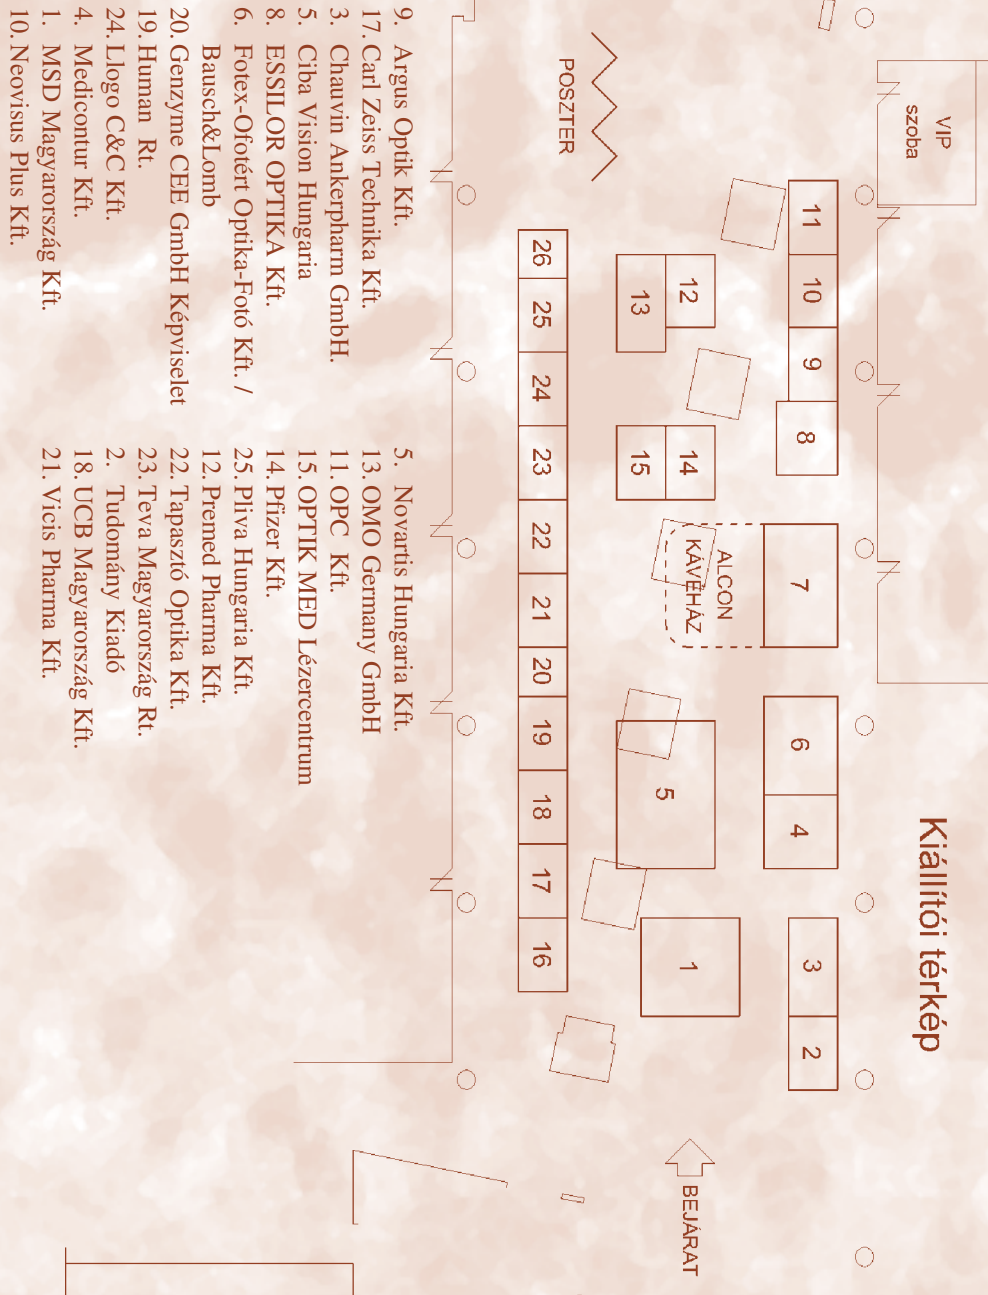 Kiállítói térkép
VIP
szoba
11
10
9
8
7
6
4
3
2
12
13
14
15
ALCON
KÁVEHÁZ
5
1
BEJÁRAT
POSZTER
26
25
24
23
22
21
20
19
18
17
16
9. Argus Optik Kft.
17. Carl Zeiss Technika Kft.
3. Chauvin Ankerpharm GmbH.
5. Ciba Vision Hungaria
8. ESSILOR OPTIKA Kft.
6. Fotex-Ofotért Optika-Fotó Kft. /
Bausch&Lomb
20. Genzyme CEE GmbH Képviselet
19. Human Rt.
24. Llogo C&C Kft.
4. Medicontur Kft.
1. MSD Magyarország Kft.
10. Neovisus Plus Kft.
5. Novartis Hungaria Kft.
13. OMO Germany GmbH
11. OPC Kft.
15. OPTIK MED Lézercentrum
14. Pfizer Kft.
25. Pliva Hungaria Kft.
12. Premed Pharma Kft.
22. Tapasztó Optika Kft.
23. Teva Magyarország Rt.
2. Tudomány Kiadó
18. UCB Magyarország Kft.
21. Vicis Pharma Kft.